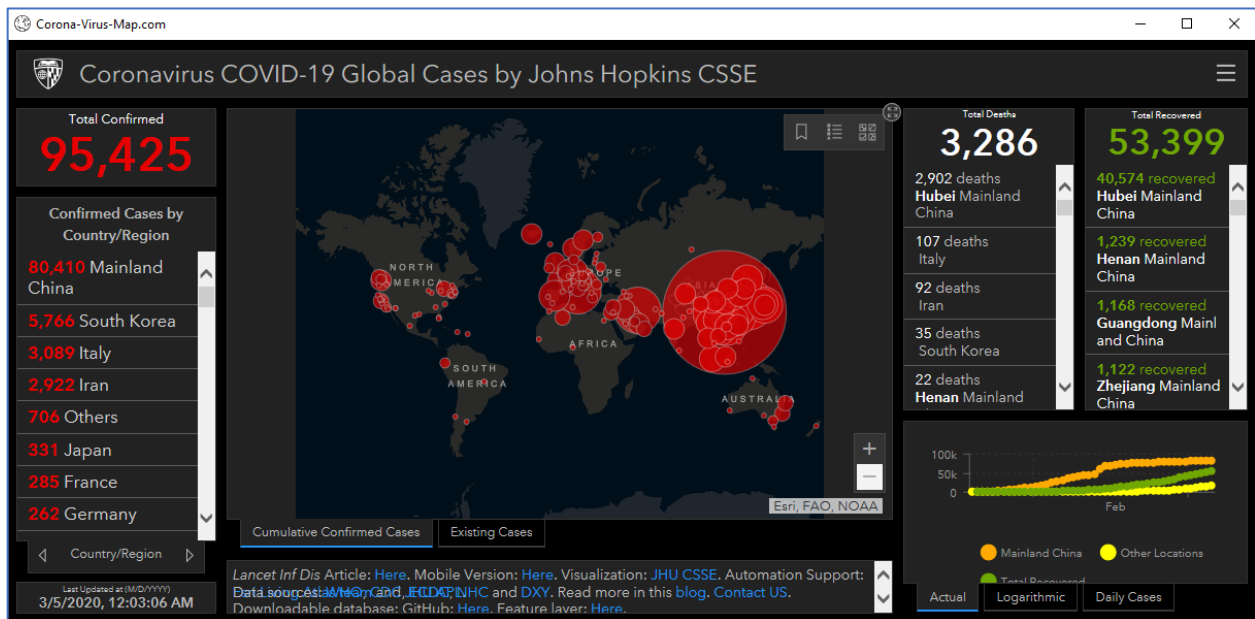 Corona-Virus-Map.com
Coronavirus COVID-19 Global Cases by Johns Hopkins CSSE
Total Confirmed
95,425
Confirmed Cases by
Country/Region
80,410 Mainland
China
5,766 South Korea
3,089 Italy
2,922 Iran
706 Others
331 Japan
285 France
262 Germany
Country/Region
Last Updated at (M/D/YYYY)
3/5/2020, 12:03:06 AM
NORTH
AMERICA
EUROPE
ASIA
AFRICA
SOUTH
AMERICA
AUSTRALIA
Esri, FAO, NOAA
Cumulative Confirmed Cases
Existing Cases
Lancet Inf Dis Article: Here. Mobile Version: Here. Visualization: JHU CSSE. Automation Support:
and DXY. Read more in this blog. Contact US.
Downloadable database: GitHub: Here. Feature layer: Here.
Total Deaths
3,286
2,902 deaths
Hubei Mainland
China
107 deaths
Italy
92 deaths
Iran
35 deaths
South Korea
22 deaths
Henan Mainland
Total Recovered
53,399
40,574 recovered
Hubei Mainland
China
1,239 recovered
Henan Mainland
China
1,168 recovered
Guangdong Mainl
and China
1,122 recovered
Zhejiang Mainland
China
100k
50k
0
Feb
Mainland China
Other Locations
Total Recovered
Actual
Logarithmic
Daily Cases